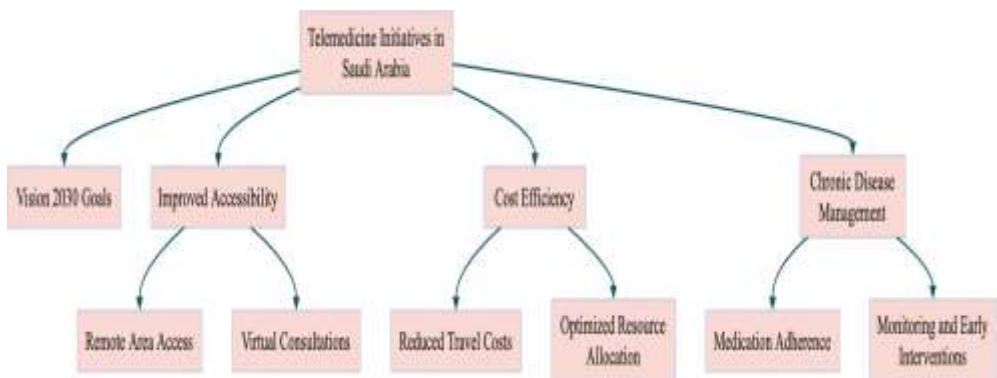 Telemedicine Initiatives in
Saudi Arabia
Vision 2030 Goals
Improved Accessibility
Cost Efficiency
Chronic Disease
Management
Remote Area Access
Virtual Consultations
Reduced Travel Costs
Optimized Resource
Allocation
Medication Adherence
Monitoring and Early
Interventions